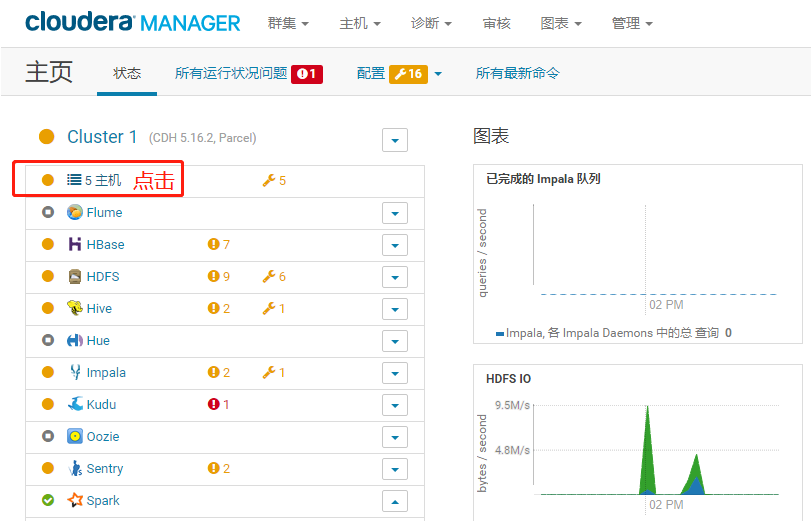 cloudera MANAGER 群集 主机 诊断 审核 图表 管理
主页 状态 所有运行状况问题 1 配置 16 所有最新命令
Cluster 1 (CDH 5.16.2, Parcel)
5 主机 点击 5
Flume
HBase 7
HDFS 9 6
Hive 2 1
Hue
Impala 2 1
Kudu 1
Oozie
Sentry 2
Spark
图表
已完成的 Impala 队列
queries / second
02 PM
Impala, 各 Impala Daemons 中的总 查询 0
HDFS IO
bytes / second
9.5M/s
4.8M/s
02 PM